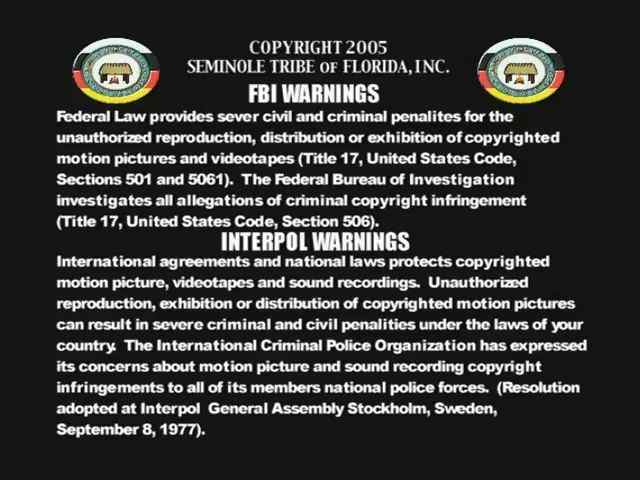 COPYRIGHT 2005
SEMINOLE TRIBE OF FLORIDA, INC.
FBI WARNINGS
Federal Law provides sever civil and criminal penalites for the
unauthorized reproduction, distribution or exhibition of copyrighted
motion pictures and videotapes (Title 17, United States Code,
Sections 501 and 5061).  The Federal Bureau of Investigation
investigates all allegations of criminal copyright infringement
(Title 17, United States Code, Section 506).
INTERPOL WARNINGS
International agreements and national laws protects copyrighted
motion picture, videotapes and sound recordings.  Unauthorized
reproduction, exhibition or distribution of copyrighted motion pictures
can result in severe criminal and civil penalities under the laws of your
country.  The International Criminal Police Organization has expressed
its concerns about motion picture and sound recording copyright
infringements to all of its members national police forces.  (Resolution
adopted at Interpol  General Assembly Stockholm, Sweden,
September 8, 1977).